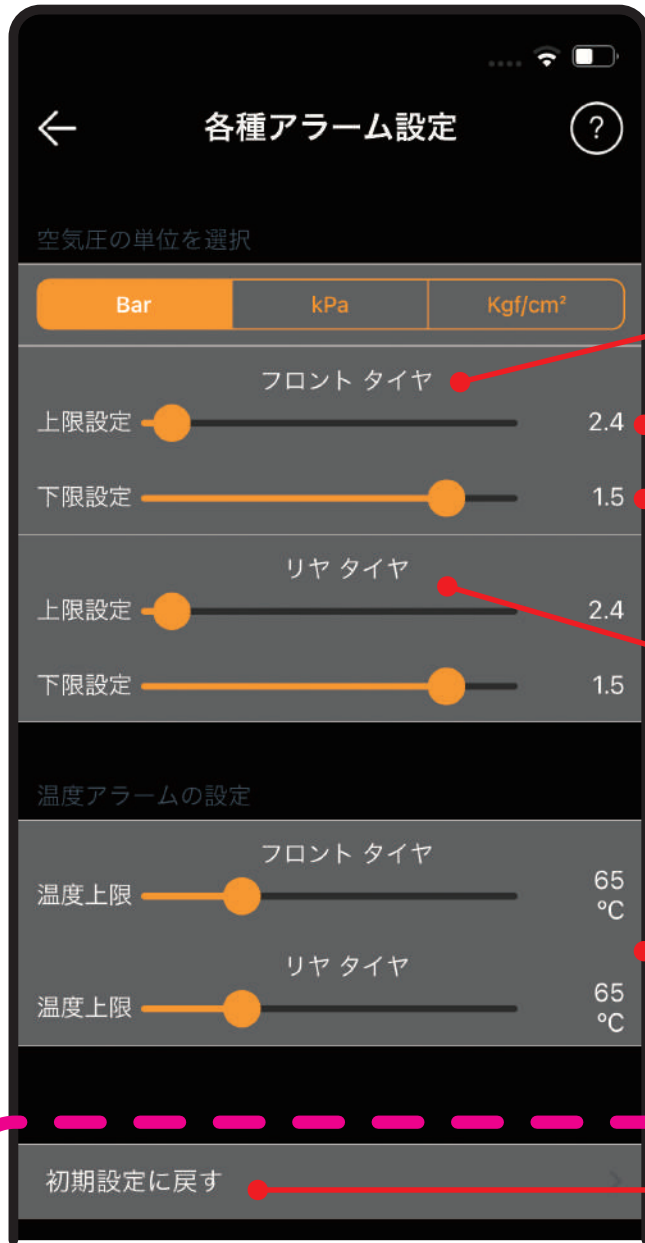 各種アラーム設定 ?
空気圧の単位を選択
Bar kPa Kgf/cm²
フロント タイヤ
上限設定 2.4
下限設定 1.5
リヤ タイヤ
上限設定 2.4
下限設定 1.5
温度アラームの設定
フロント タイヤ
温度上限 65
°C
リヤ タイヤ
温度上限 65
°C
初期設定に戻す